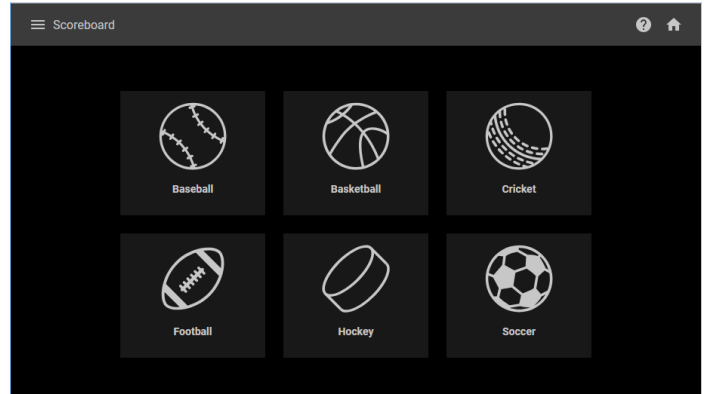 Scoreboard
Baseball
Basketball
Cricket
Football
Hockey
Soccer